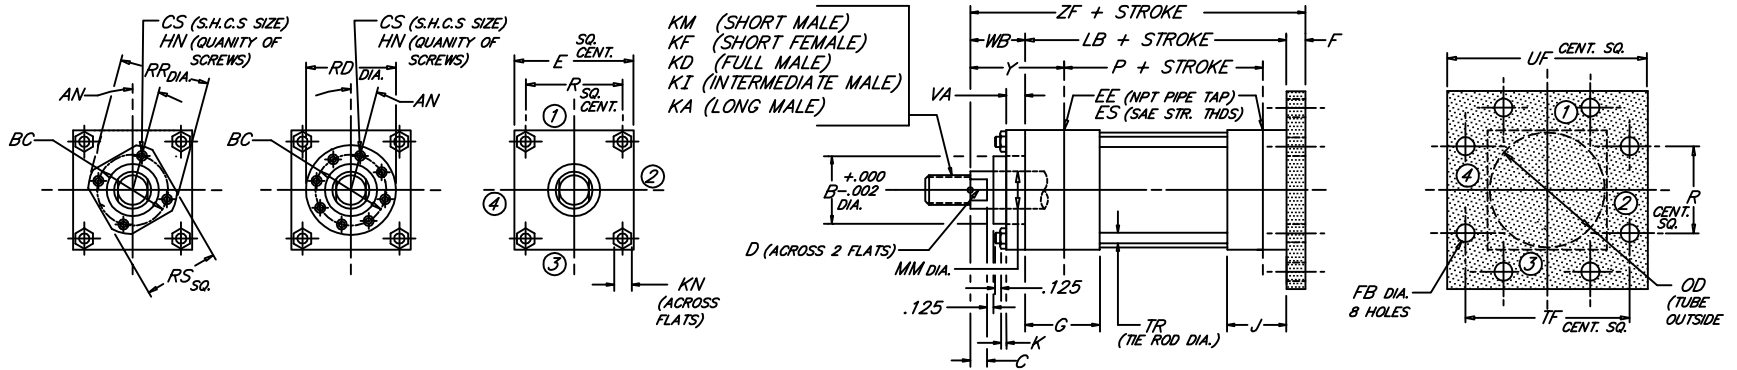 CS (S.H.C.S SIZE)
HN (QUANITY OF
SCREWS)
RR DIA.
AN
BC
RS SQ.
CS (S.H.C.S SIZE)
HN (QUANTITY OF
SCREWS)
RD DIA.
AN
BC
E SQ. CENT.
R SQ. CENT.
1
2
3
4
KN
(ACROSS
FLATS)
KM (SHORT MALE)
KF (SHORT FEMALE)
KD (FULL MALE)
KI (INTERMEDIATE MALE)
KA (LONG MALE)
ZF + STROKE
WB
LB + STROKE
F
Y
P + STROKE
VA
EE (NPT PIPE TAP)
ES (SAE STR. THDS)
+.000
B-.002
DIA.
D (ACROSS 2 FLATS)
MM DIA.
.125
.125
G
TR
(TIE ROD DIA.)
J
K
C
UF CENT. SQ.
1
4
2
3
R
CENT.
SQ.
FB DIA.
8 HOLES
TF CENT. SQ.
OD
(TUBE
OUTSIDE